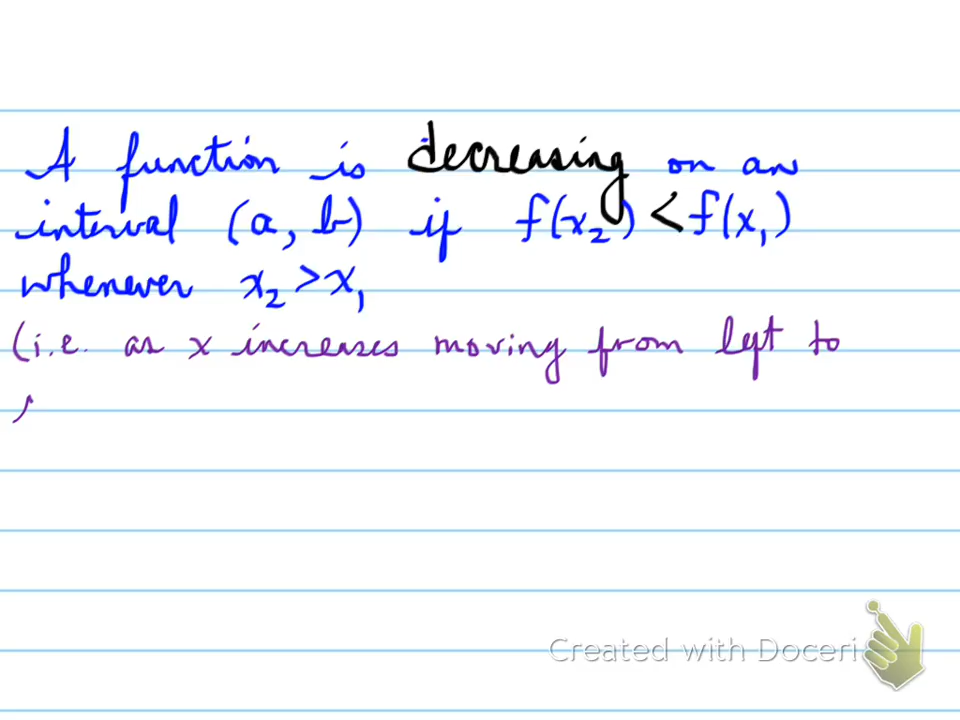 A function is decreasing on an
interval (a, b) if f(x₂) < f(x₁)
whenever x₂ > x₁
(i.e. as x increases moving from left to
Created with Doceri